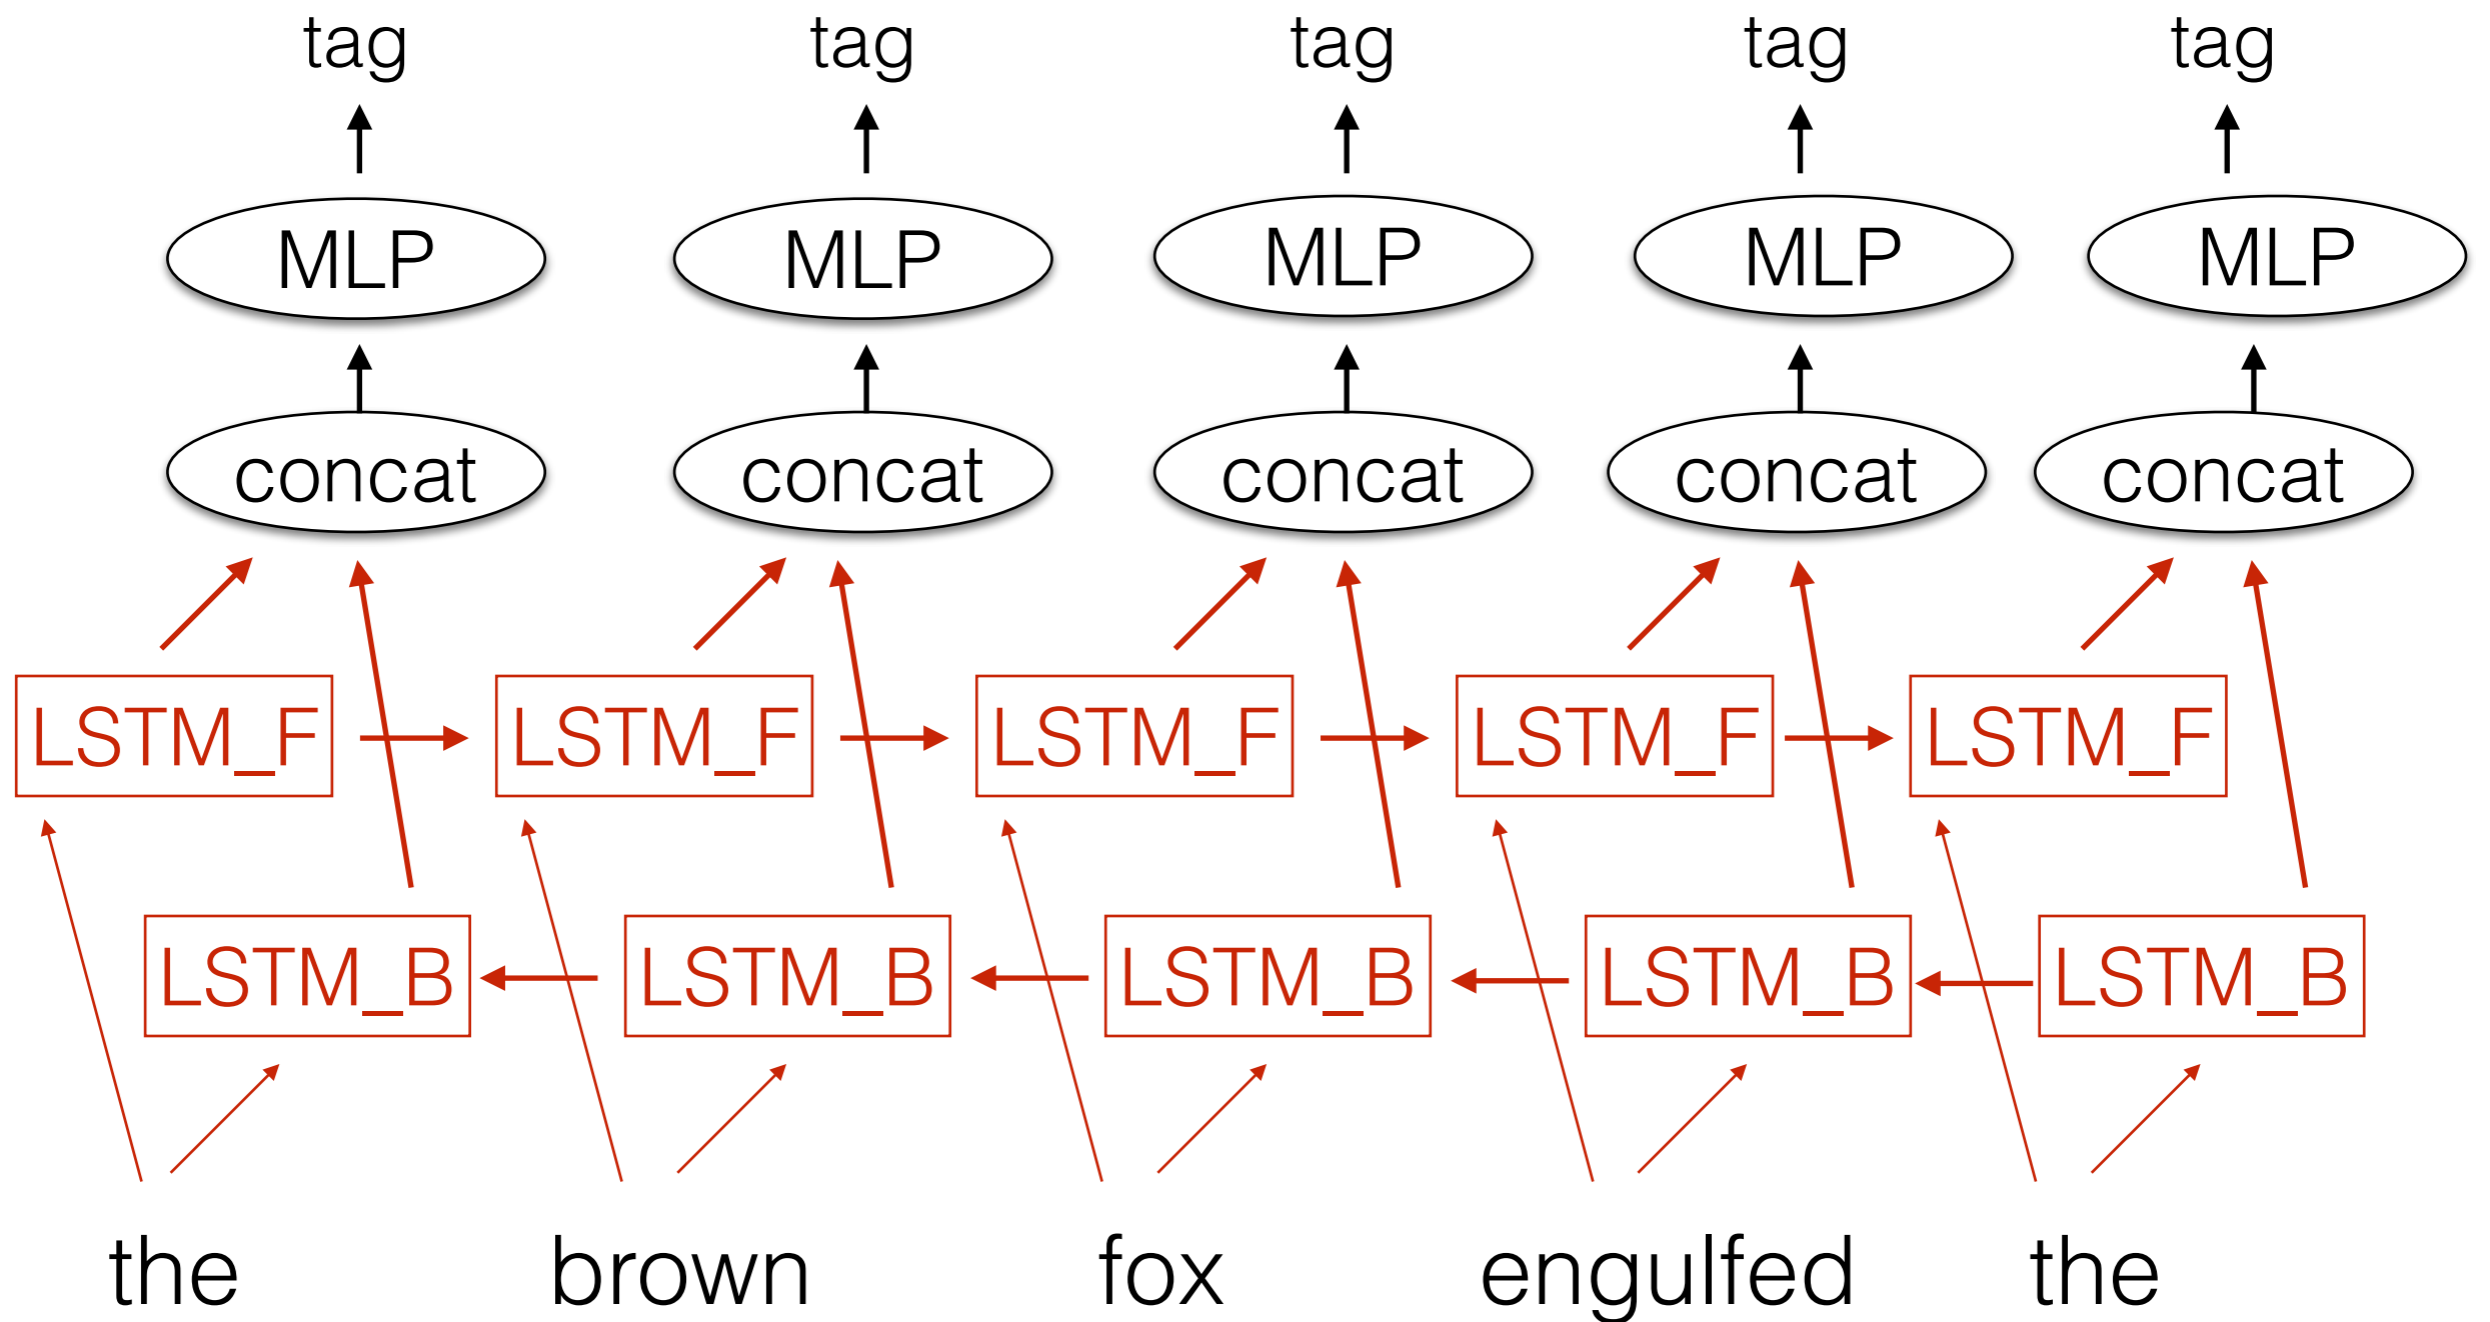 tag tag tag tag tag
MLP MLP MLP MLP MLP
concat concat concat concat concat
LSTM_F LSTM_F LSTM_F LSTM_F LSTM_F
LSTM_B LSTM_B LSTM_B LSTM_B LSTM_B
the brown fox engulfed the